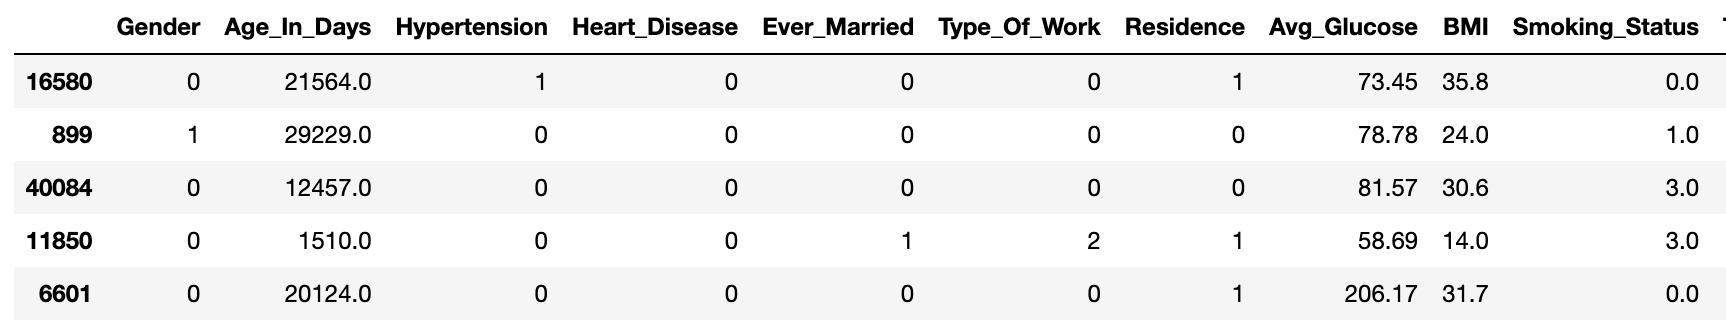 Gender Age_In_Days Hypertension Heart_Disease Ever_Married Type_Of_Work Residence Avg_Glucose BMI Smoking_Status
16580 0 21564.0 1 0 0 0 1 73.45 35.8 0.0
899 1 29229.0 0 0 0 0 0 78.78 24.0 1.0
40084 0 12457.0 0 0 0 0 0 81.57 30.6 3.0
11850 0 1510.0 0 0 1 2 1 58.69 14.0 3.0
6601 0 20124.0 0 0 0 0 1 206.17 31.7 0.0